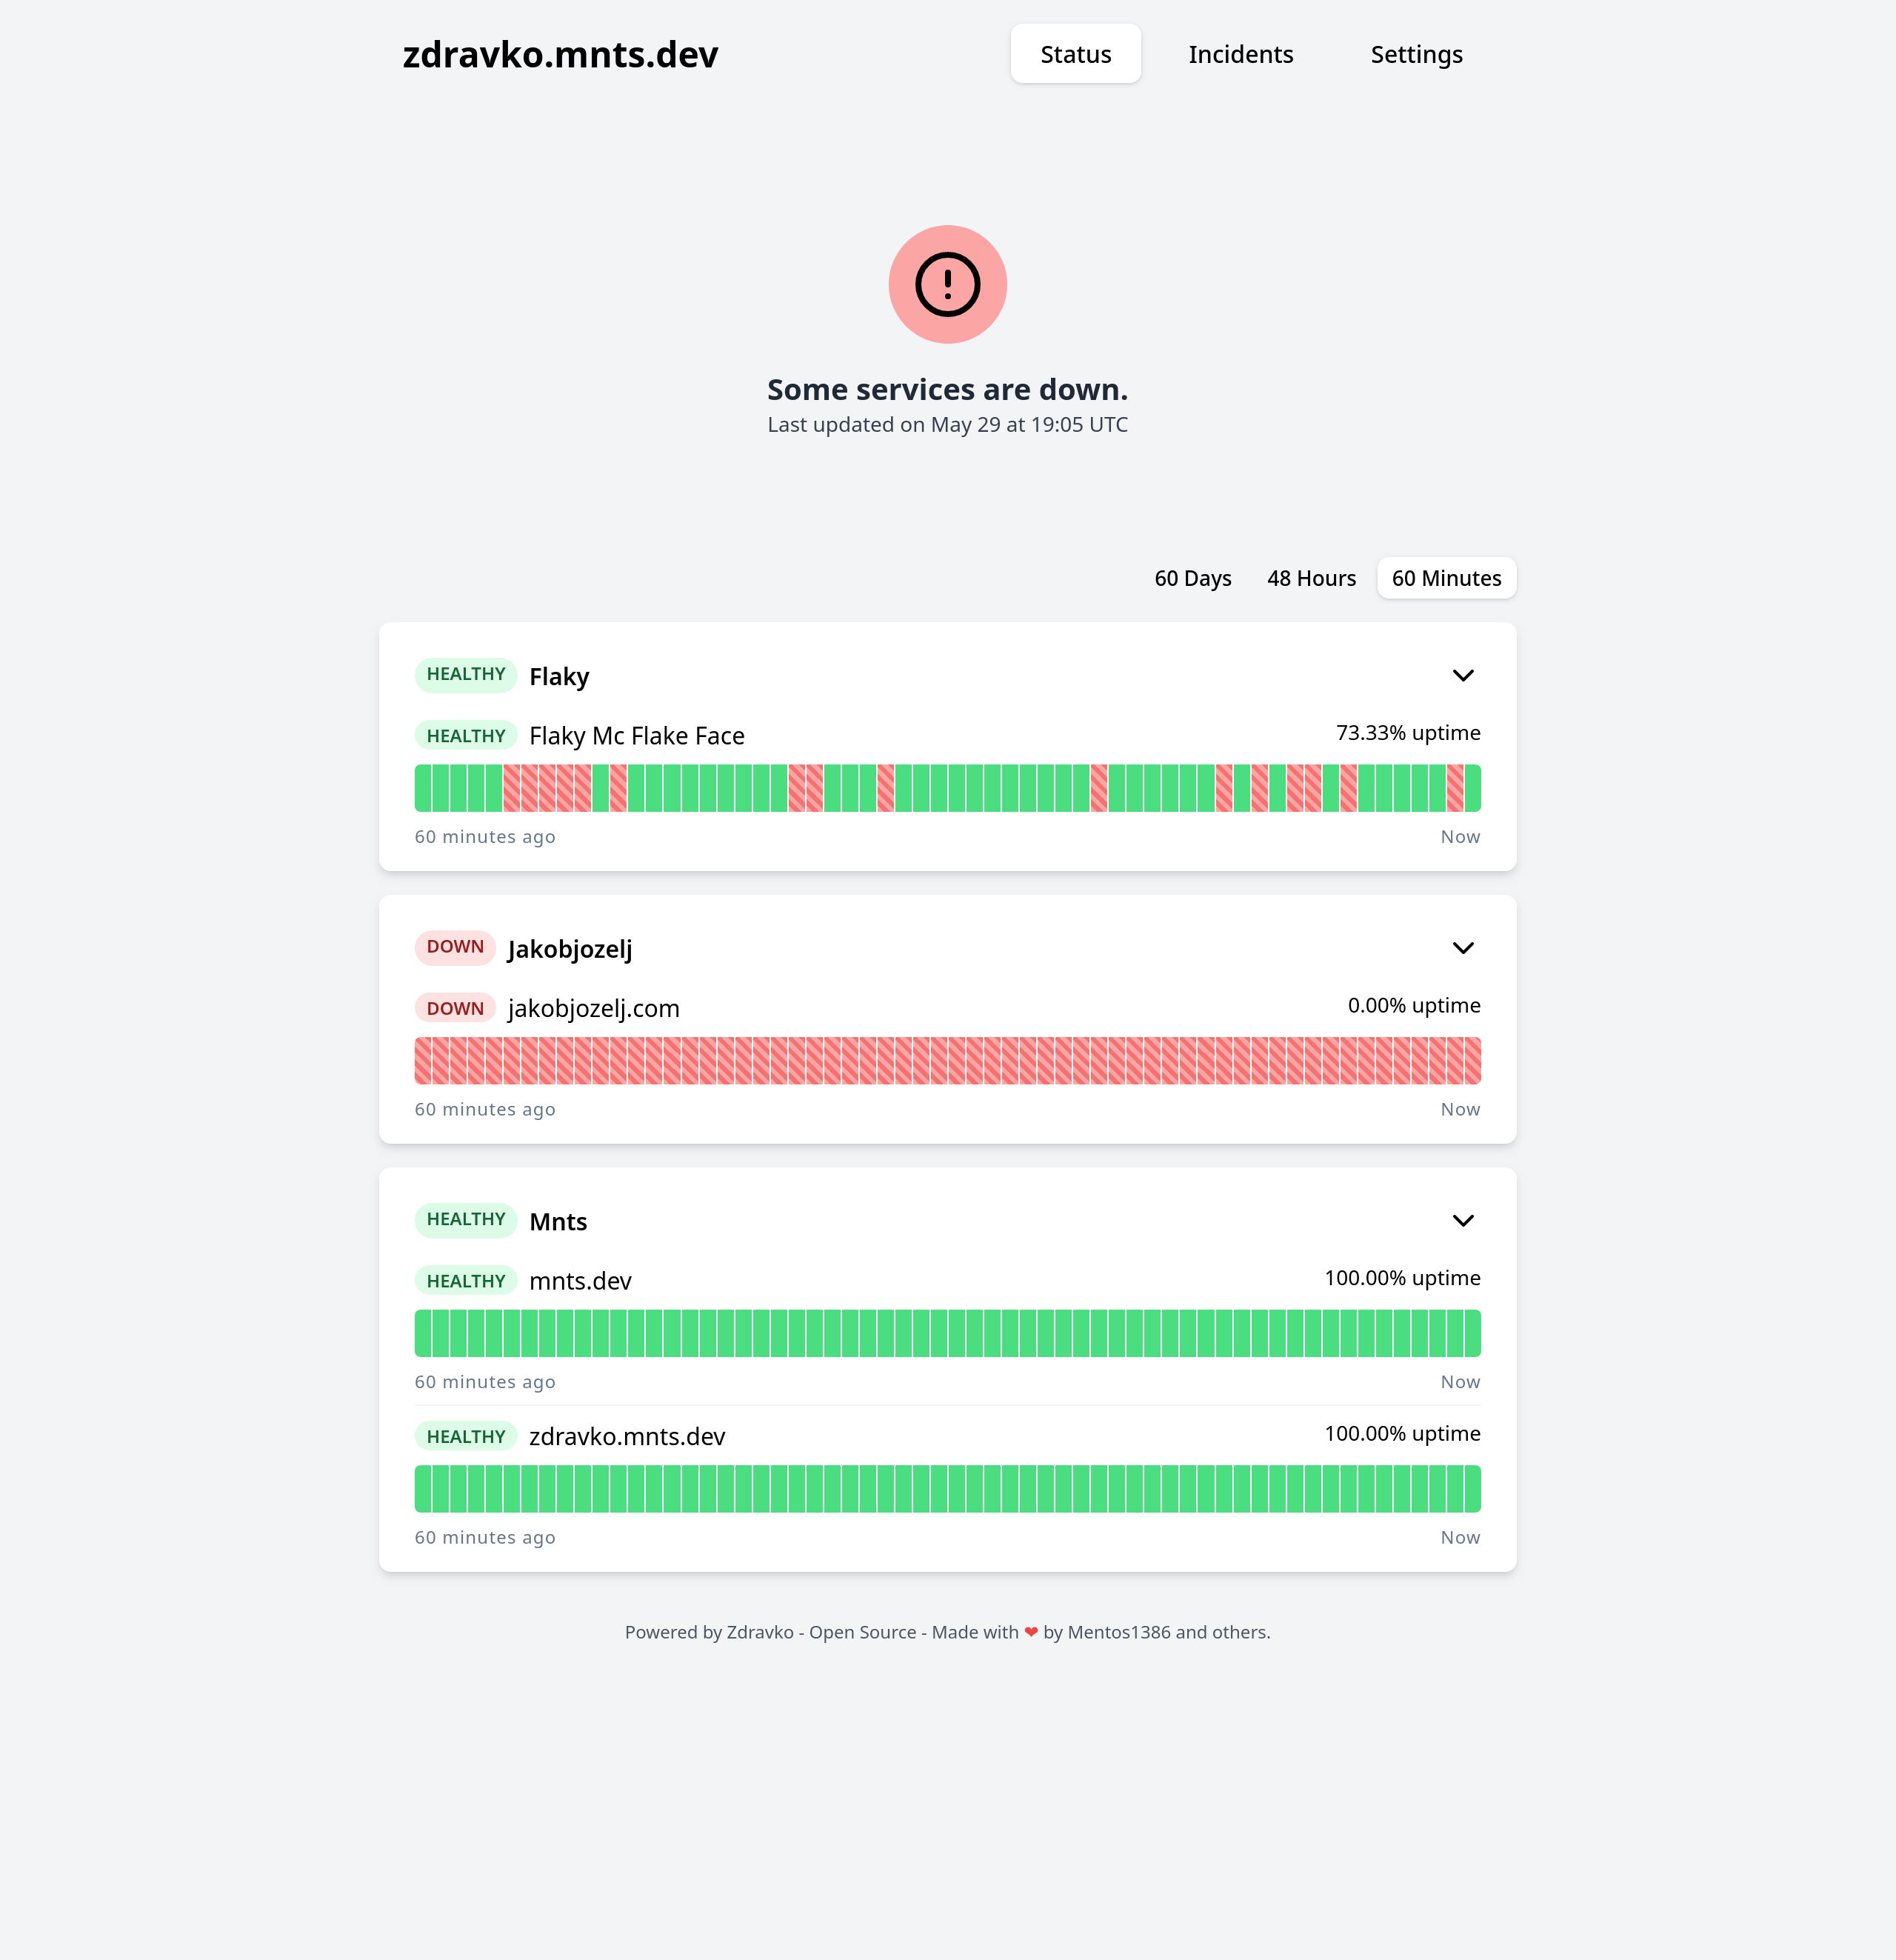 zdravko.mnts.dev Status Incidents Settings
Some services are down.
Last updated on May 29 at 19:05 UTC
60 Days 48 Hours 60 Minutes
HEALTHY Flaky
HEALTHY Flaky Mc Flake Face 73.33% uptime
60 minutes ago Now
DOWN Jakobjozelj
DOWN jakobjozelj.com 0.00% uptime
60 minutes ago Now
HEALTHY Mnts
HEALTHY mnts.dev 100.00% uptime
60 minutes ago Now
HEALTHY zdravko.mnts.dev 100.00% uptime
60 minutes ago Now
Powered by Zdravko - Open Source - Made with ❤ by Mentos1386 and others.